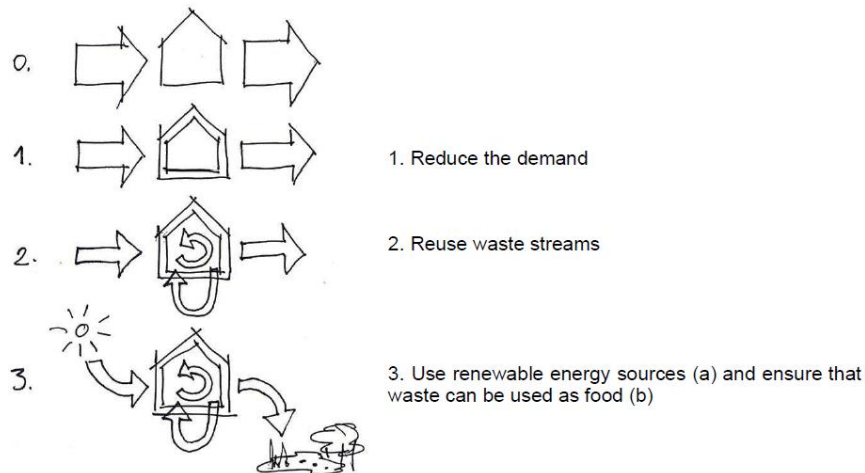 0.
1.
1. Reduce the demand
2.
2. Reuse waste streams
3.
3. Use renewable energy sources (a) and ensure that
waste can be used as food (b)